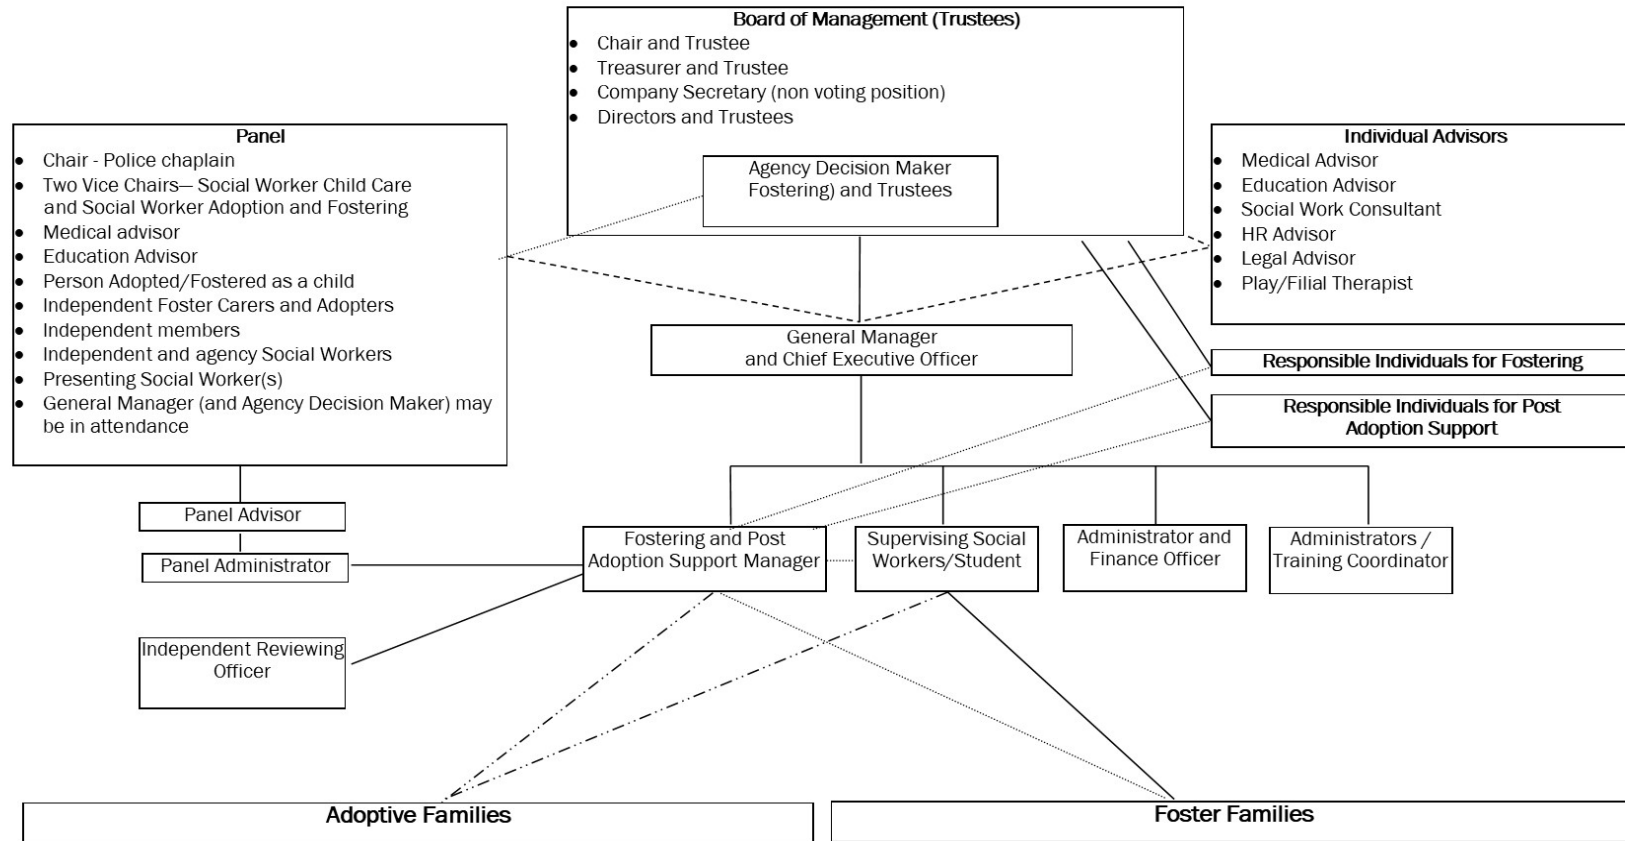 Board of Management (Trustees)
● Chair and Trustee
● Treasurer and Trustee
● Company Secretary (non voting position)
● Directors and Trustees
Agency Decision Maker
Fostering) and Trustees
Panel
● Chair - Police chaplain
● Two Vice Chairs— Social Worker Child Care
and Social Worker Adoption and Fostering
● Medical advisor
● Education Advisor
● Person Adopted/Fostered as a child
● Independent Foster Carers and Adopters
● Independent members
● Independent and agency Social Workers
● Presenting Social Worker(s)
● General Manager (and Agency Decision Maker) may
be in attendance
Individual Advisors
● Medical Advisor
● Education Advisor
● Social Work Consultant
● HR Advisor
● Legal Advisor
● Play/Filial Therapist
General Manager
and Chief Executive Officer
Responsible Individuals for Fostering
Responsible Individuals for Post
Adoption Support
Panel Advisor
Panel Administrator
Fostering and Post
Adoption Support Manager
Supervising Social
Workers/Student
Administrator and
Finance Officer
Administrators /
Training Coordinator
Independent Reviewing
Officer
Adoptive Families
Foster Families